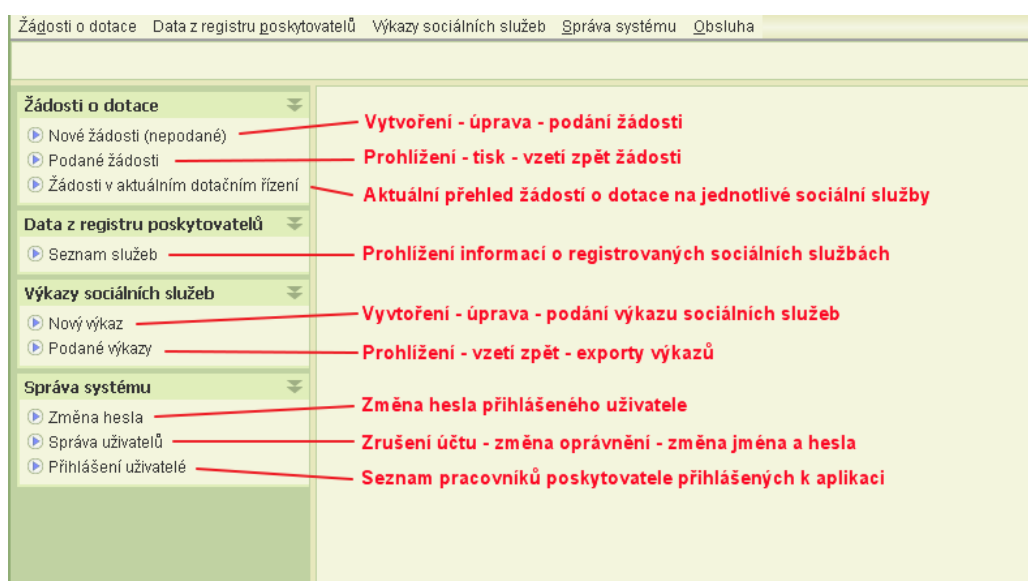 Žádosti o dotace Data z registru poskytovatelů Výkazy sociálních služeb Správa systému Obsluha
Žádosti o dotace
Nové žádosti (nepodané)
Vytvoření - úprava - podání žádosti
Podané žádosti
Prohlížení - tisk - vzetí zpět žádosti
Žádosti v aktuálním dotačním řízení
Aktuální přehled žádostí o dotace na jednotlivé sociální služby
Data z registru poskytovatelů
Seznam služeb
Prohlížení informací o registrovaných sociálních službách
Výkazy sociálních služeb
Nový výkaz
Vyvtoření - úprava - podání výkazu sociálních služeb
Podané výkazy
Prohlížení - vzetí zpět - exporty výkazů
Správa systému
Změna hesla
Změna hesla přihlášeného uživatele
Správa uživatelů
Zrušení účtu - změna oprávnění - změna jména a hesla
Přihlášení uživatelé
Seznam pracovníků poskytovatele přihlášených k aplikaci